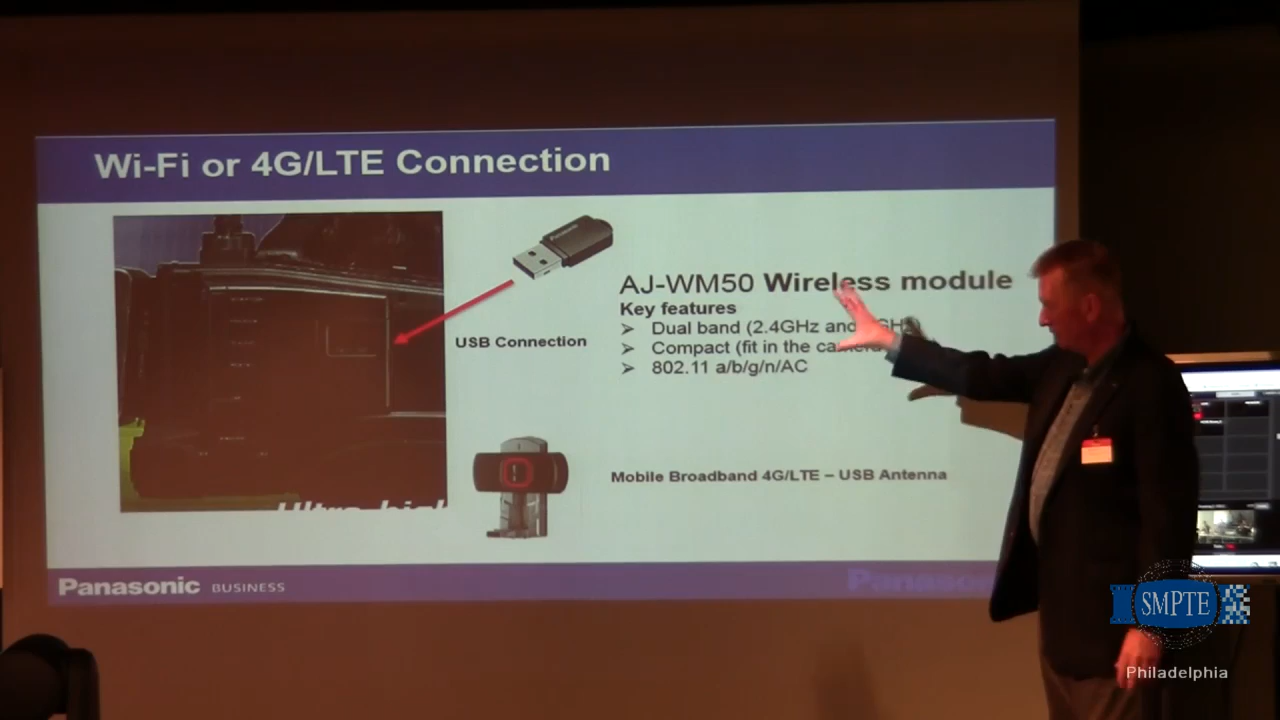 Wi-Fi or 4G/LTE Connection
Panasonic
USB Connection
AJ-WM50 Wireless module
Key features
➢ Dual band (2.4GHz and
➢ Compact (fit in the
➢ 802.11 a/b/g/n/AC
Mobile Broadband 4G/LTE – USB Antenna
Panasonic BUSINESS
SMPTE
Philadelphia